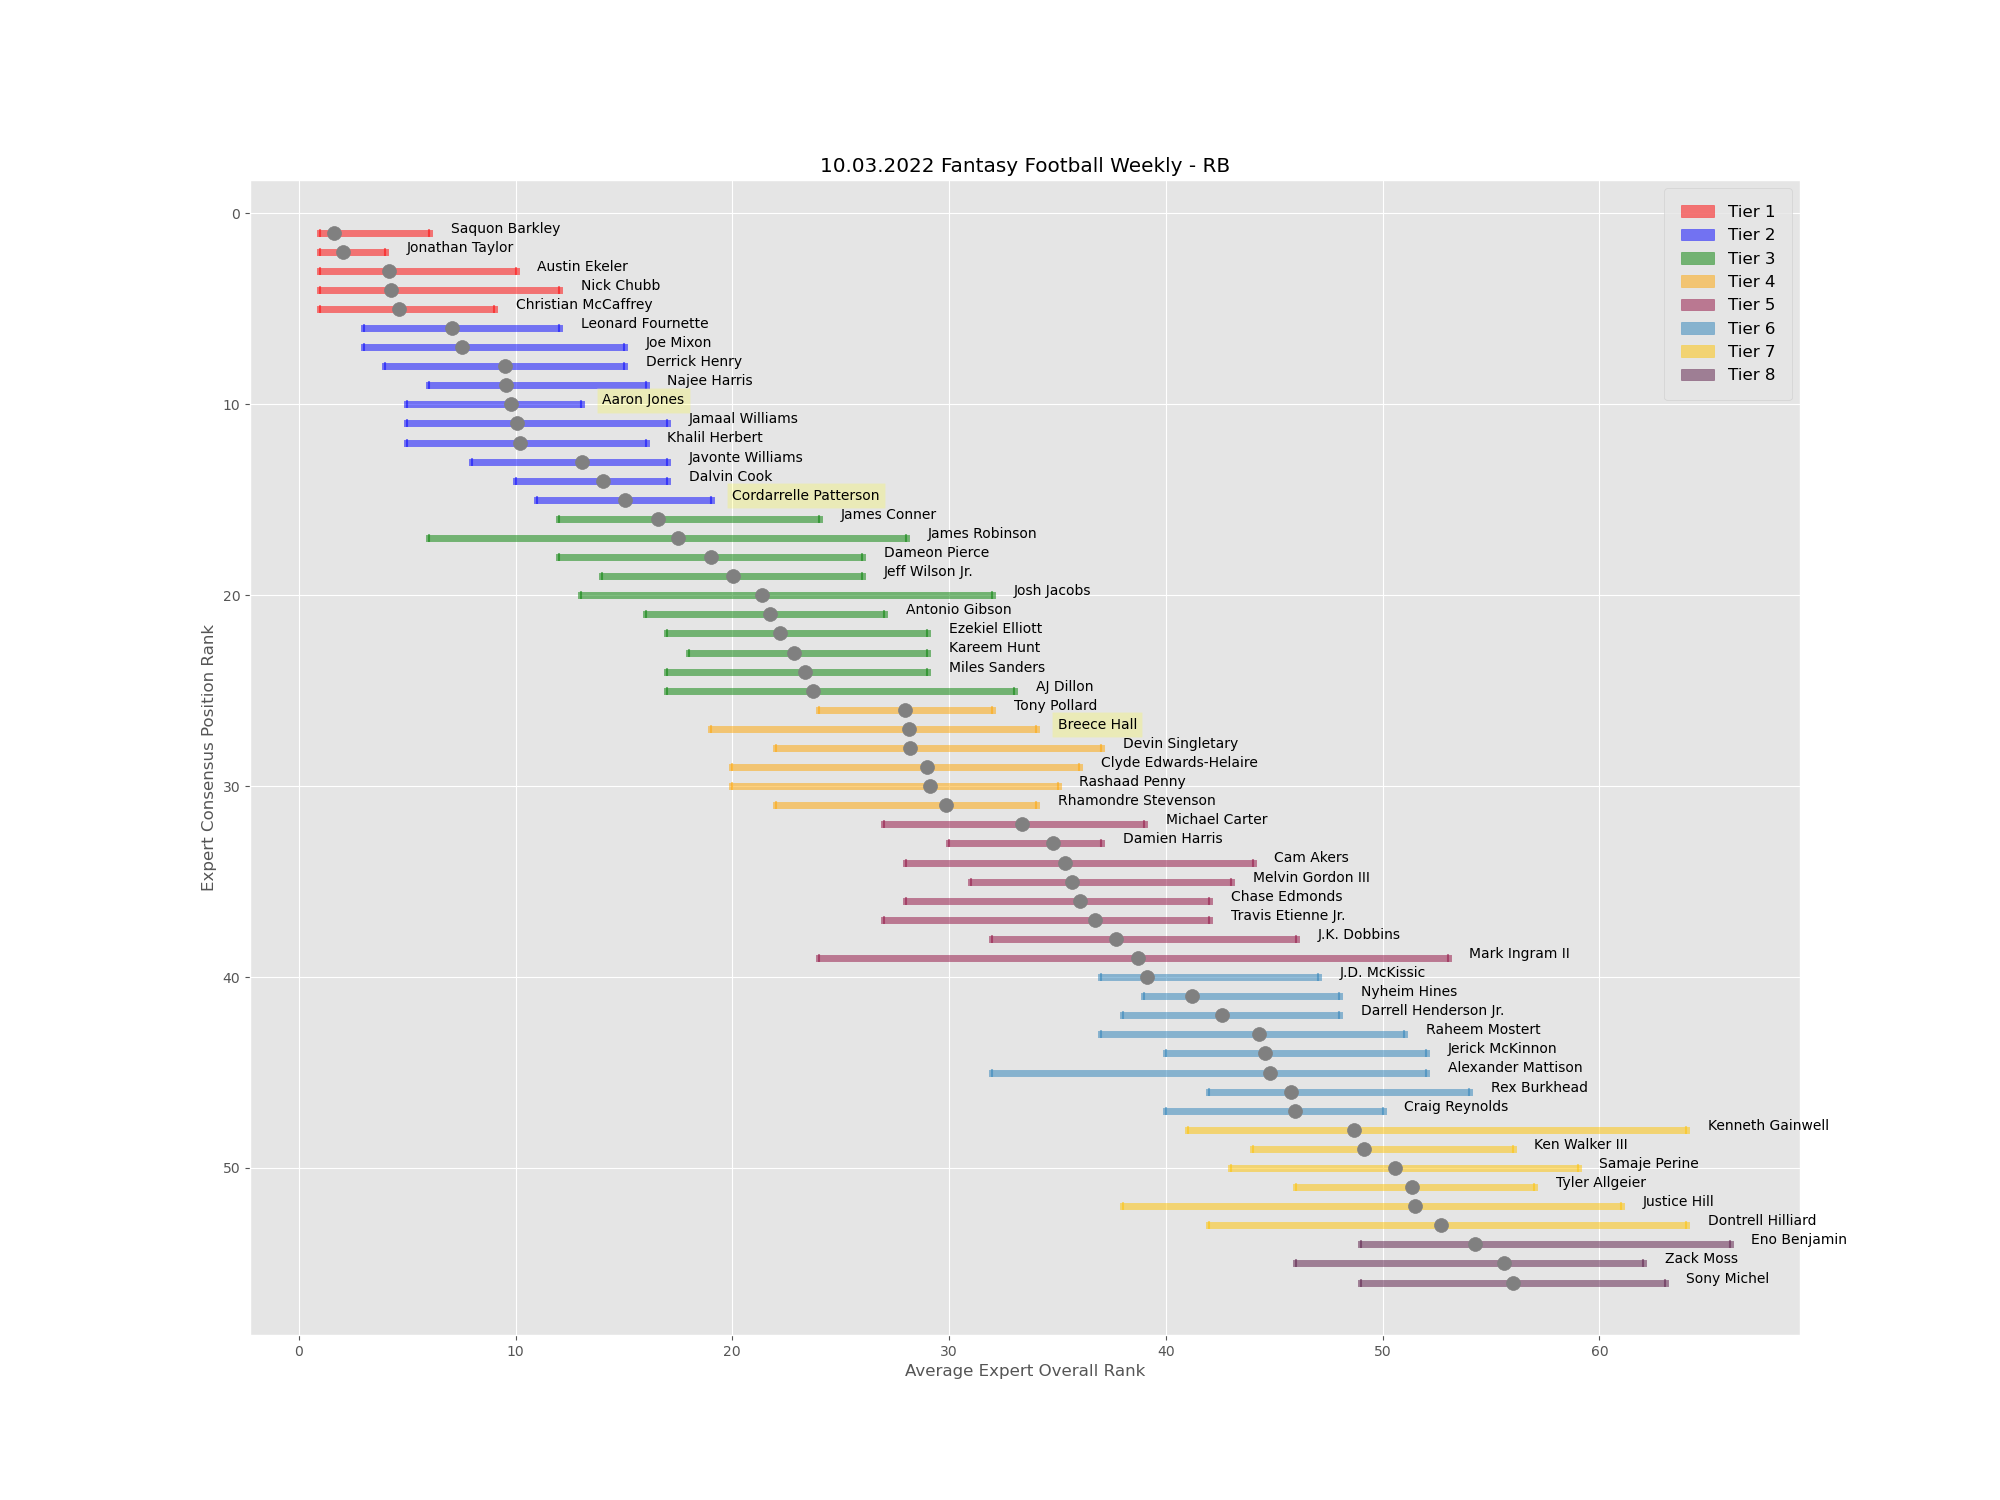 10.03.2022 Fantasy Football Weekly - RB
Tier 1
Tier 2
Tier 3
Tier 4
Tier 5
Tier 6
Tier 7
Tier 8
Saquon Barkley
Jonathan Taylor
Austin Ekeler
Nick Chubb
Christian McCaffrey
Leonard Fournette
Joe Mixon
Derrick Henry
Najee Harris
Aaron Jones
Jamaal Williams
Khalil Herbert
Javonte Williams
Dalvin Cook
Cordarrelle Patterson
James Conner
James Robinson
Dameon Pierce
Jeff Wilson Jr.
Josh Jacobs
Antonio Gibson
Ezekiel Elliott
Kareem Hunt
Miles Sanders
AJ Dillon
Tony Pollard
Breece Hall
Devin Singletary
Clyde Edwards-Helaire
Rashaad Penny
Rhamondre Stevenson
Michael Carter
Damien Harris
Cam Akers
Melvin Gordon III
Chase Edmonds
Travis Etienne Jr.
J.K. Dobbins
Mark Ingram II
J.D. McKissic
Nyheim Hines
Darrell Henderson Jr.
Raheem Mostert
Jerick McKinnon
Alexander Mattison
Rex Burkhead
Craig Reynolds
Kenneth Gainwell
Ken Walker III
Samaje Perine
Tyler Allgeier
Justice Hill
Dontrell Hilliard
Eno Benjamin
Zack Moss
Sony Michel
0
10
20
30
40
50
Expert Consensus Position Rank
0
10
20
30
40
50
60
Average Expert Overall Rank